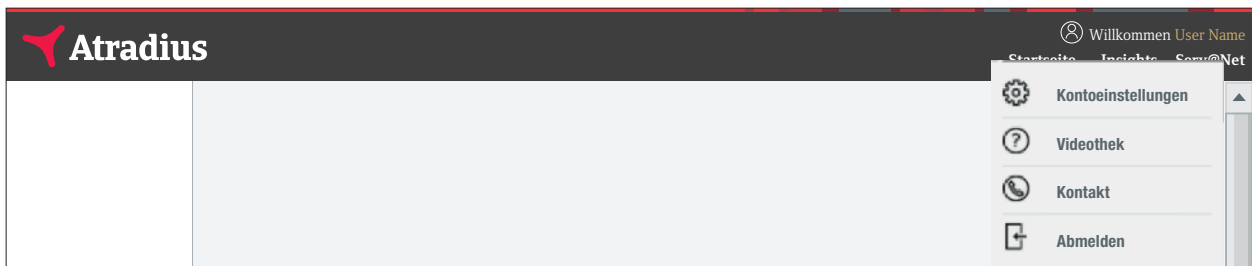 Atradius
Willkommen User Name
Startseite Insights Serv@Net
Kontoeinstellungen
Videothek
Kontakt
Abmelden